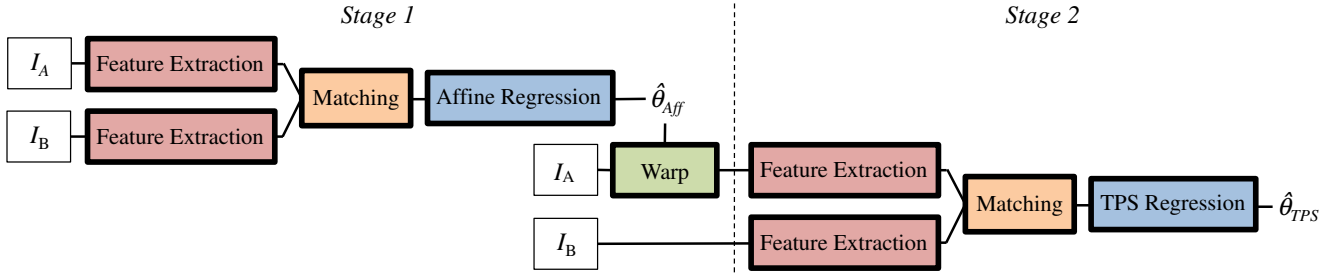 Stage 1
Stage 2
I_A
Feature Extraction
Matching
Affine Regression
θ̂_Aff
I_B
Feature Extraction
I_A
Warp
Feature Extraction
Matching
TPS Regression
θ̂_TPS
I_B
Feature Extraction